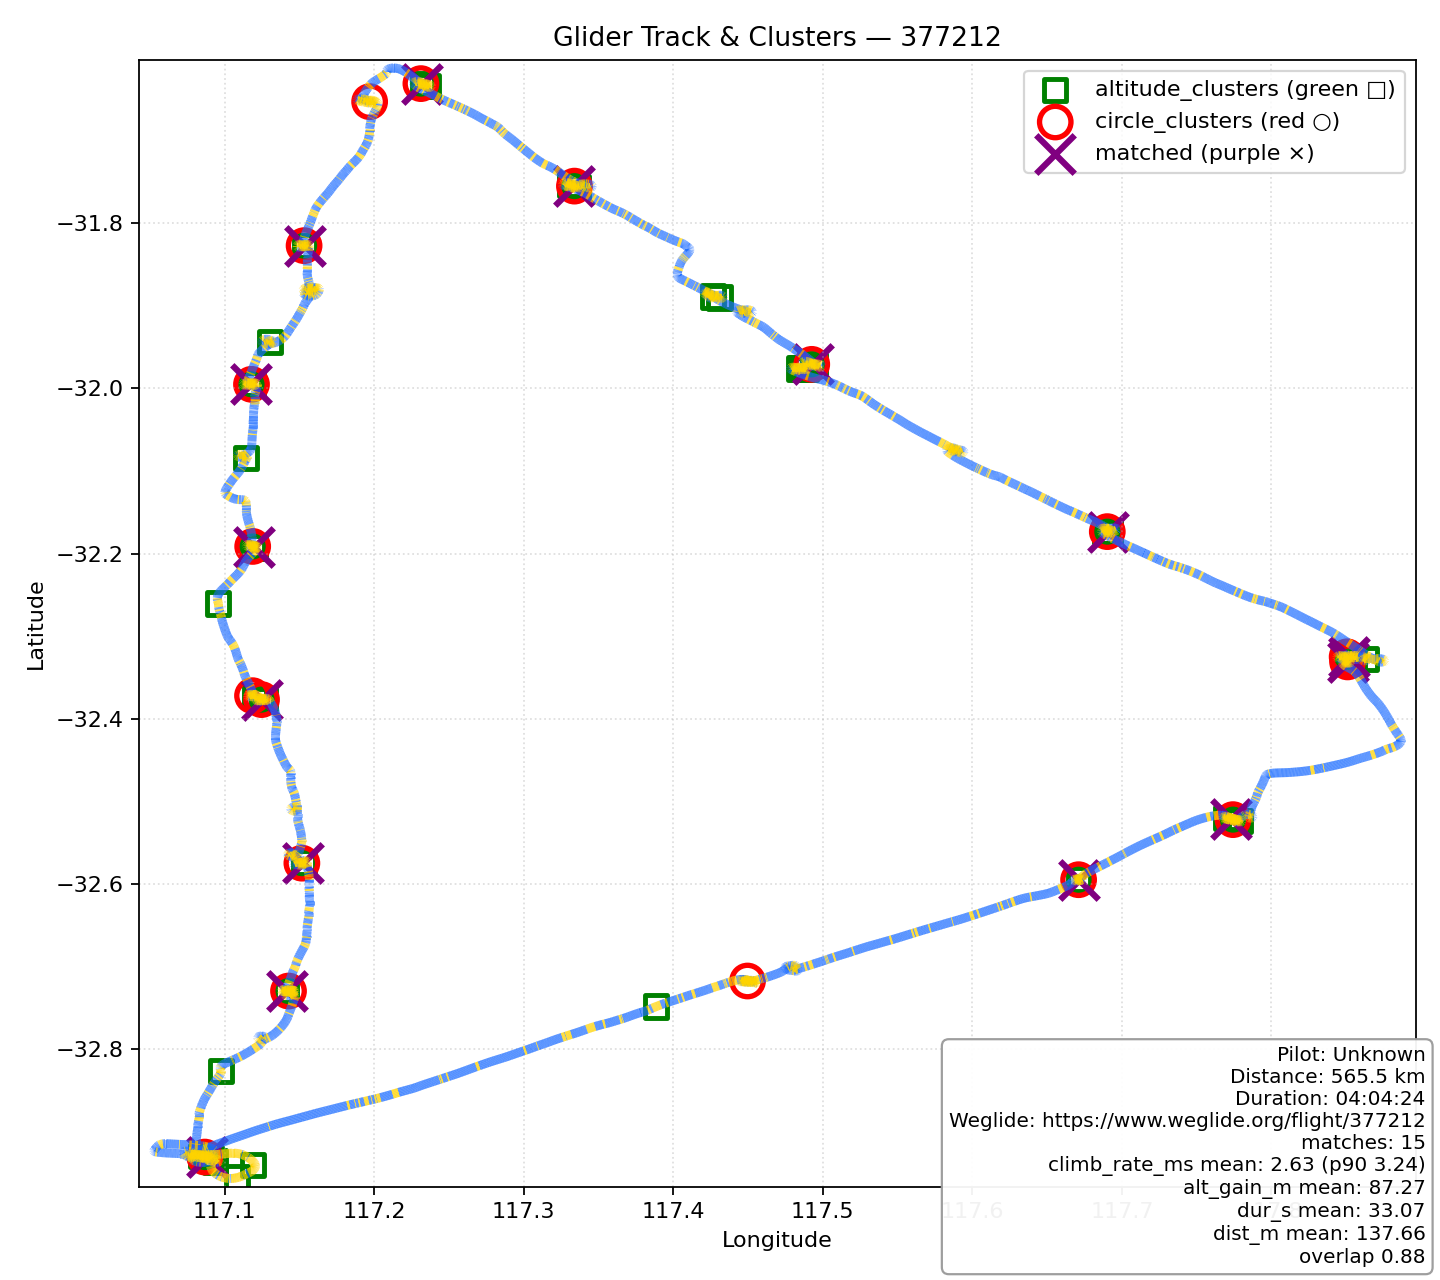 Glider Track & Clusters — 377212
altitude_clusters (green □)
circle_clusters (red ○)
matched (purple ×)
Latitude
−31.8
−32.0
−32.2
−32.4
−32.6
−32.8
117.1
117.2
117.3
117.4
117.5
117.6
117.7
Longitude
Pilot: Unknown
Distance: 565.5 km
Duration: 04:04:24
Weglide: https://www.weglide.org/flight/377212
matches: 15
climb_rate_ms mean: 2.63 (p90 3.24)
alt_gain_m mean: 87.27
dur_s mean: 33.07
dist_m mean: 137.66
overlap 0.88